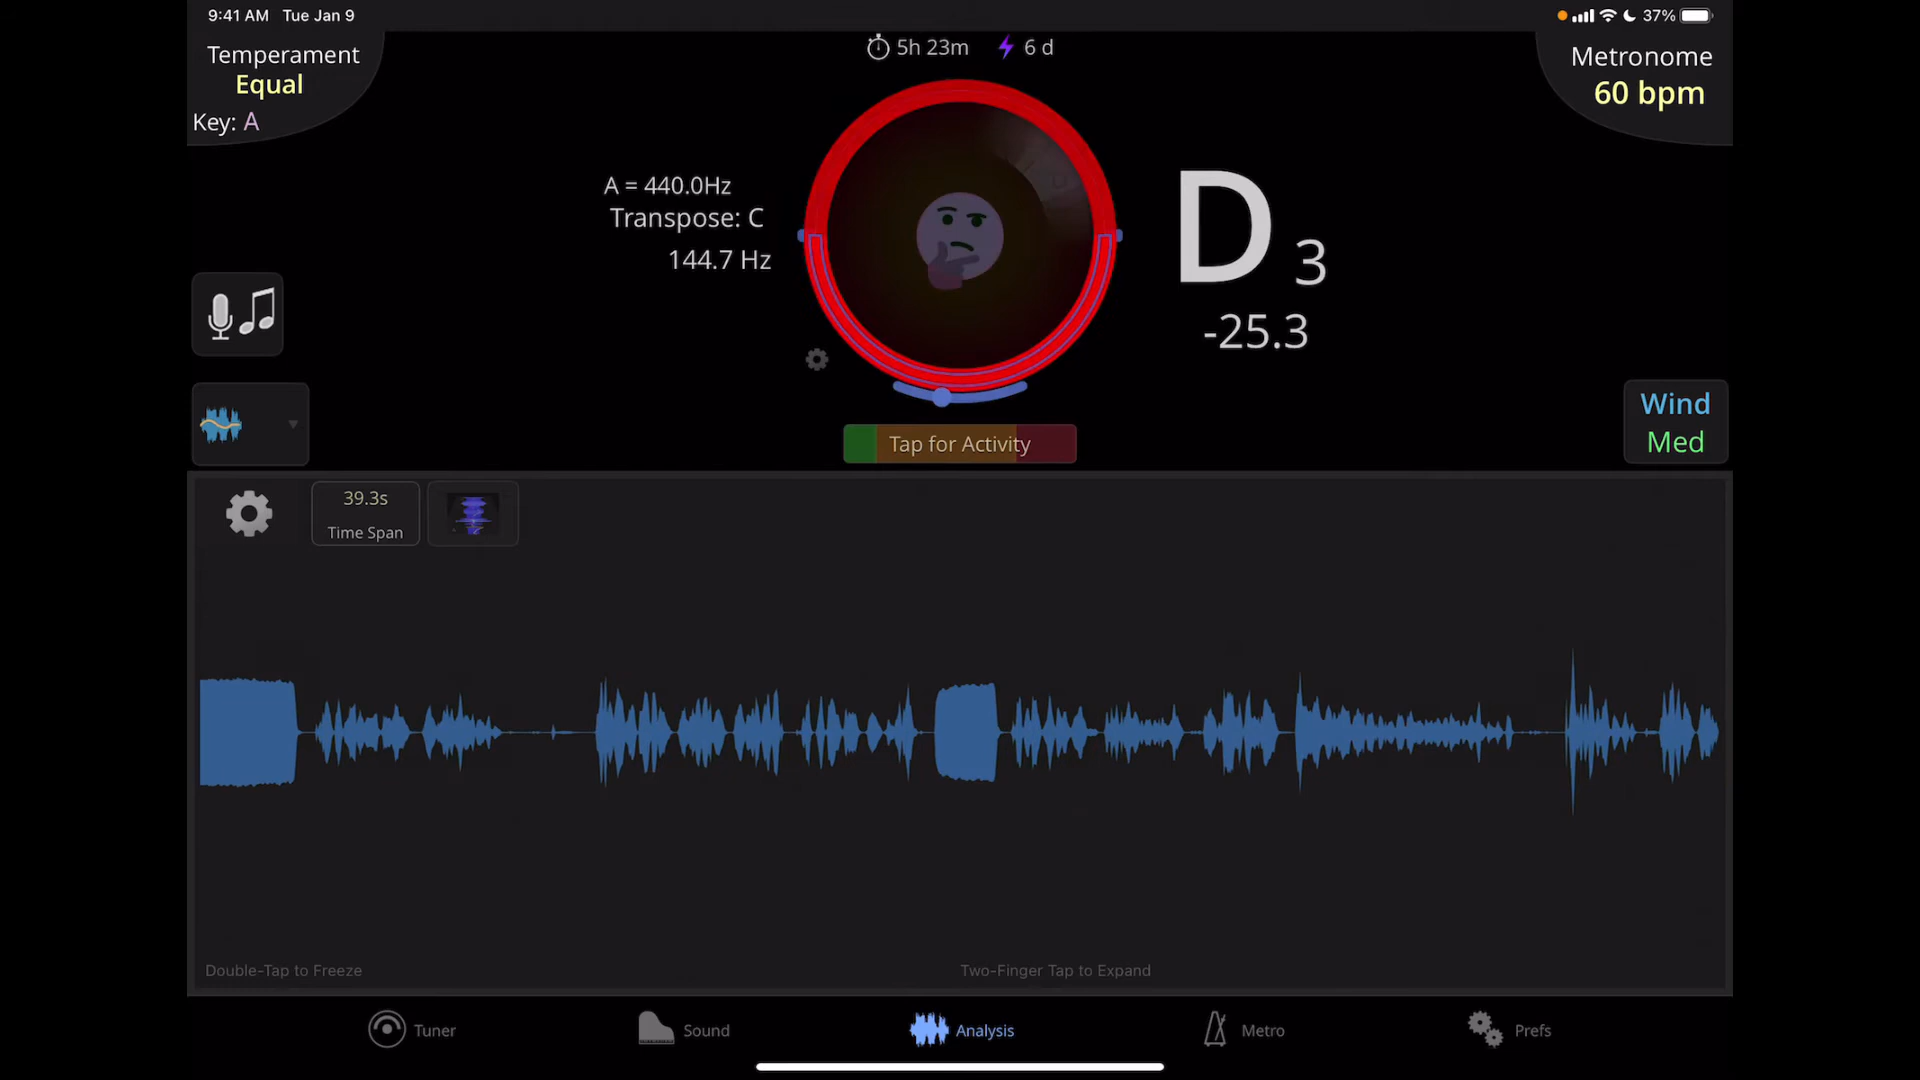 9:41 AM Tue Jan 9
37%
Temperament
Equal
Key: A
5h 23m 6 d
Metronome
60 bpm
A = 440.0Hz
Transpose: C
144.7 Hz
D 3
-25.3
Tap for Activity
Wind
Med
39.3s
Time Span
Double-Tap to Freeze
Two-Finger Tap to Expand
Tuner
Sound
Analysis
Metro
Prefs